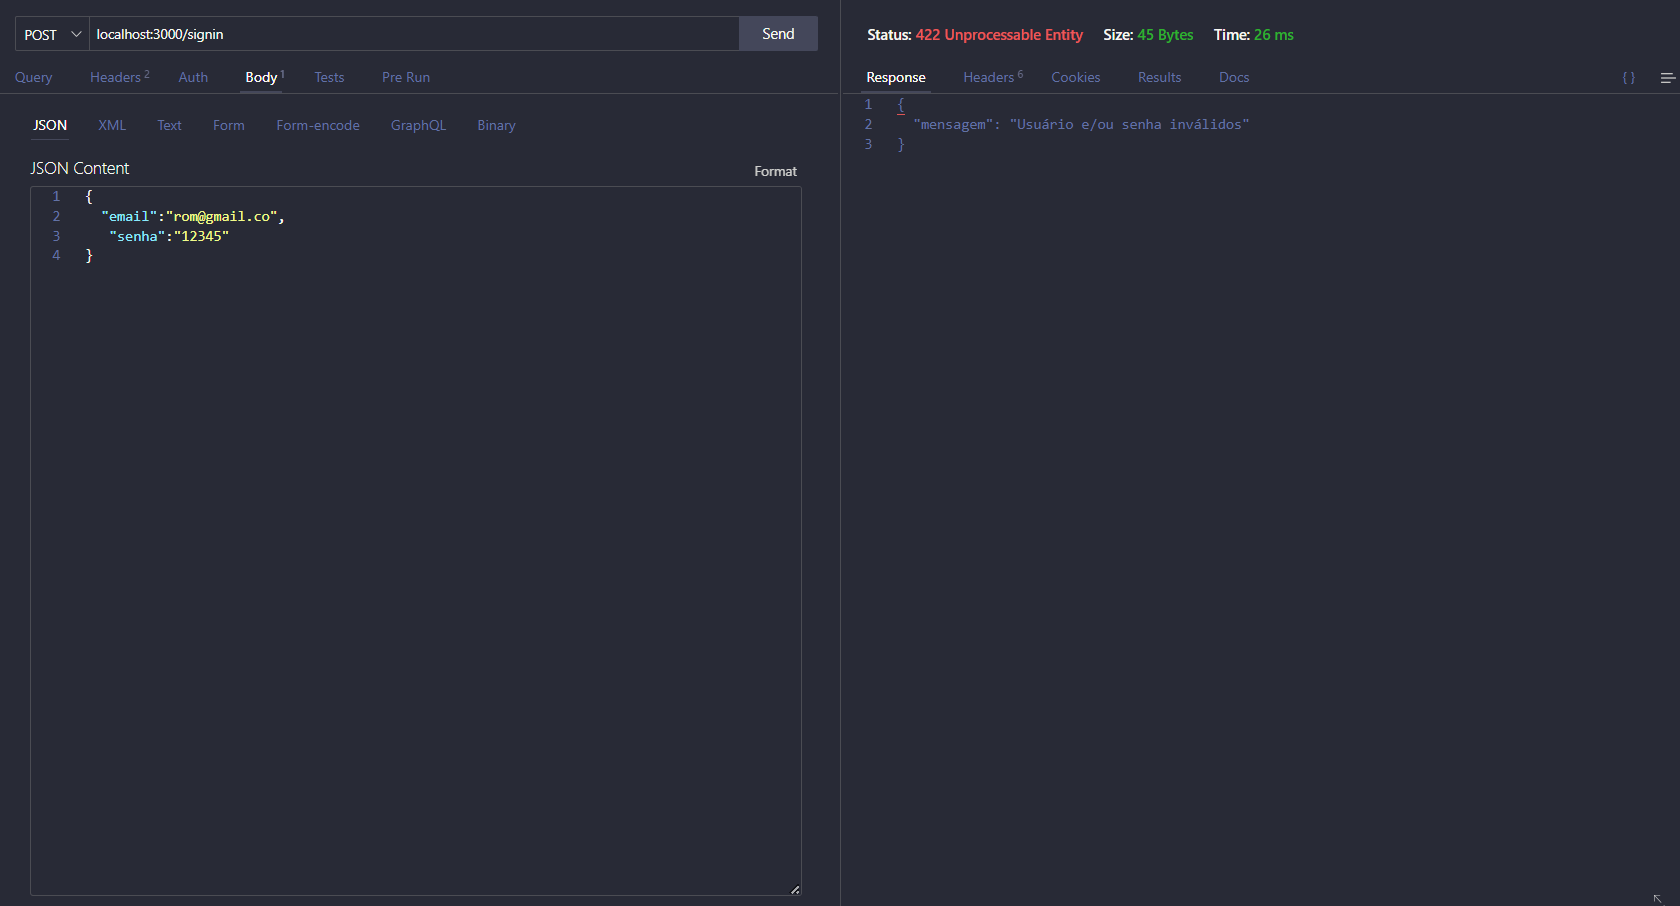 POST localhost:3000/signin Send
Query Headers 2 Auth Body 1 Tests Pre Run
JSON XML Text Form Form-encode GraphQL Binary
JSON Content Format
1 {
2 "email":"rom@gmail.co",
3 "senha":"12345"
4 }
Status: 422 Unprocessable Entity Size: 45 Bytes Time: 26 ms
Response Headers 6 Cookies Results Docs { }
1 {
2 "mensagem": "Usuário e/ou senha inválidos"
3 }